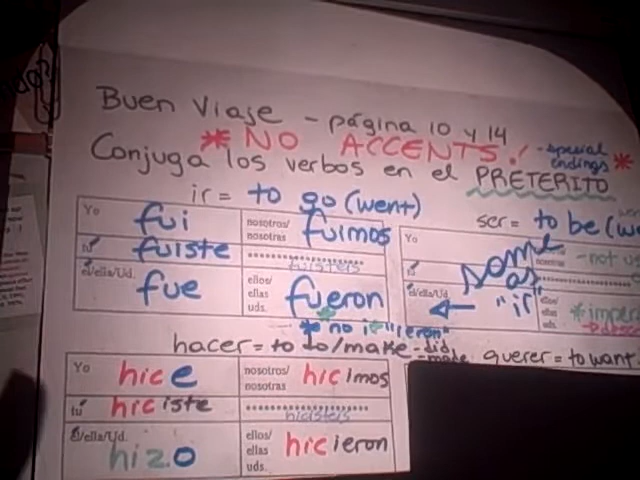 Buen Viaje - página 10 y 14
* NO ACCENTS! - special endings *
Conjuga los verbos en el PRETERITO
ir = to go (went)
Yo fui nosotros/nosotras fuimos
tú fuiste fuisteis
él/ella/Ud. fue ellos/ellas uds. fueron
* no i "ieron"
ser = to be
Yo
tú
él/ella/Ud
ellos/ellas uds.
same as "ir"
- not
hacer = to do/make - did
querer = to want
Yo hice nosotros/nosotras hicimos
tú hiciste hicisteis
él/ella/Ud. hizo ellos/ellas uds. hicieron